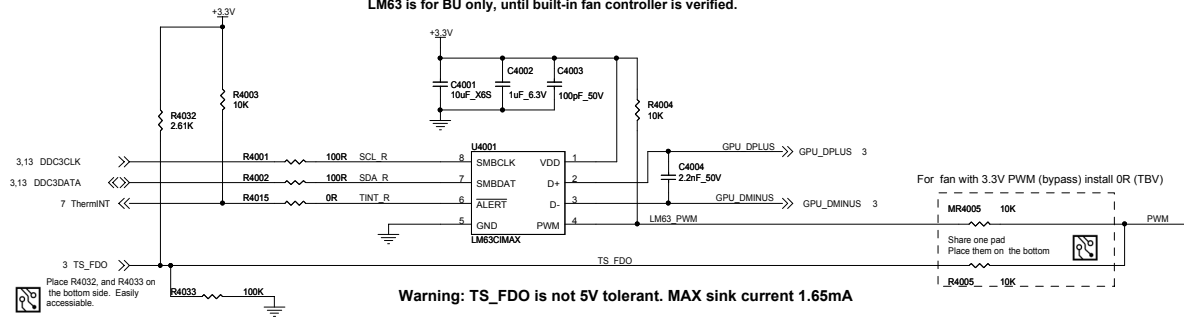 LM63 is for BU only, until built-in fan controller is verified.
+3.3V
+3.3V
R4032
2.61K
R4003
10K
C4001
10uF_X6S
C4002
1uF_6.3V
C4003
100pF_50V
R4004
10K
3,13 DDC3CLK
R4001
100R
SCL_R
3,13 DDC3DATA
R4002
100R
SDA_R
7 ThermINT
R4015
0R
TINT_R
U4001
8 SMBCLK
7 SMBDAT
6 ALERT
5 GND
VDD 1
D+ 2
D- 3
PWM 4
LM63CIMAX
C4004
2.2nF_50V
GPU_DPLUS
GPU_DPLUS 3
GPU_DMINUS
GPU_DMINUS 3
LM63_PWM
For fan with 3.3V PWM (bypass) install 0R (TBV)
MR4005 10K
PWM
Share one pad
Place them on the bottom
R4005 10K
3 TS_FDO
TS_FDO
Place R4032, and R4033 on
the bottom side. Easily
accessiable.
R4033
100K
Warning: TS_FDO is not 5V tolerant. MAX sink current 1.65mA